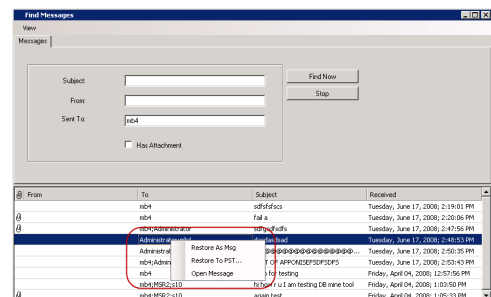 Find Messages
View
Messages
Subject:
Find Now
From:
Stop
Sent To:
mb4
Has Attachment
From To Subject Received
mb4 sdfsfsfscs Tuesday, June 17, 2008; 2:19:01 PM
mb4 fail a Tuesday, June 17, 2008; 2:20:06 PM
mb4;Administrator Tuesday, June 17, 2008; 2:47:56 PM
Tuesday, June 17, 2008; 2:48:53 PM
Restore As Msg
Tuesday, June 17, 2008; 2:50:35 PM
Restore To PST...
OF APPONISEFSDFSDFS Tuesday, June 17, 2008; 2:53:43 PM
Open Message
mb4 for testing Friday, April 04, 2008; 12:57:56 PM
mb4;MSR2;s10 hi how r u I am testing DB mine tool Friday, April 04, 2008; 1:03:50 PM
mb4;MSR2;s10 again test Friday, April 04, 2008; 1:05:33 PM